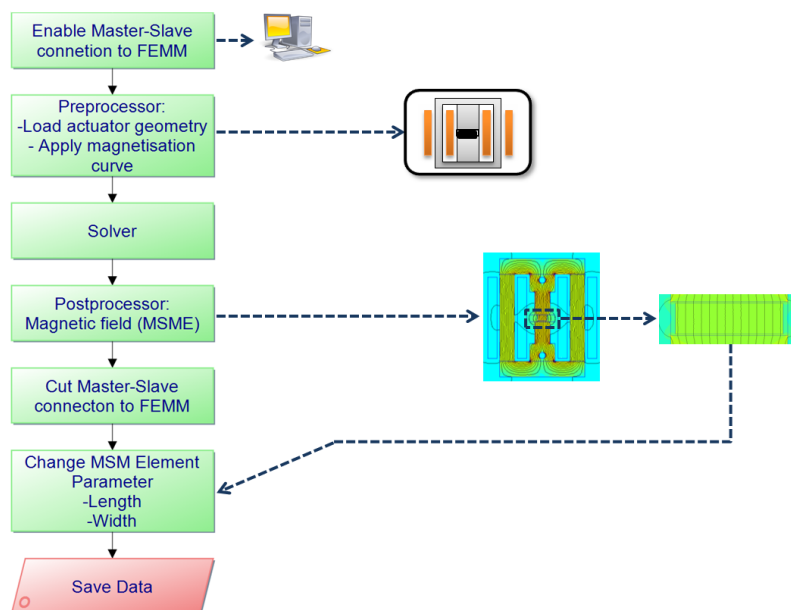 Enable Master-Slave
connetion to FEMM
Preprocessor:
-Load actuator geometry
- Apply magnetisation
curve
Solver
Postprocessor:
Magnetic field (MSME)
Cut Master-Slave
connecton to FEMM
Change MSM Element
Parameter
-Length
-Width
Save Data